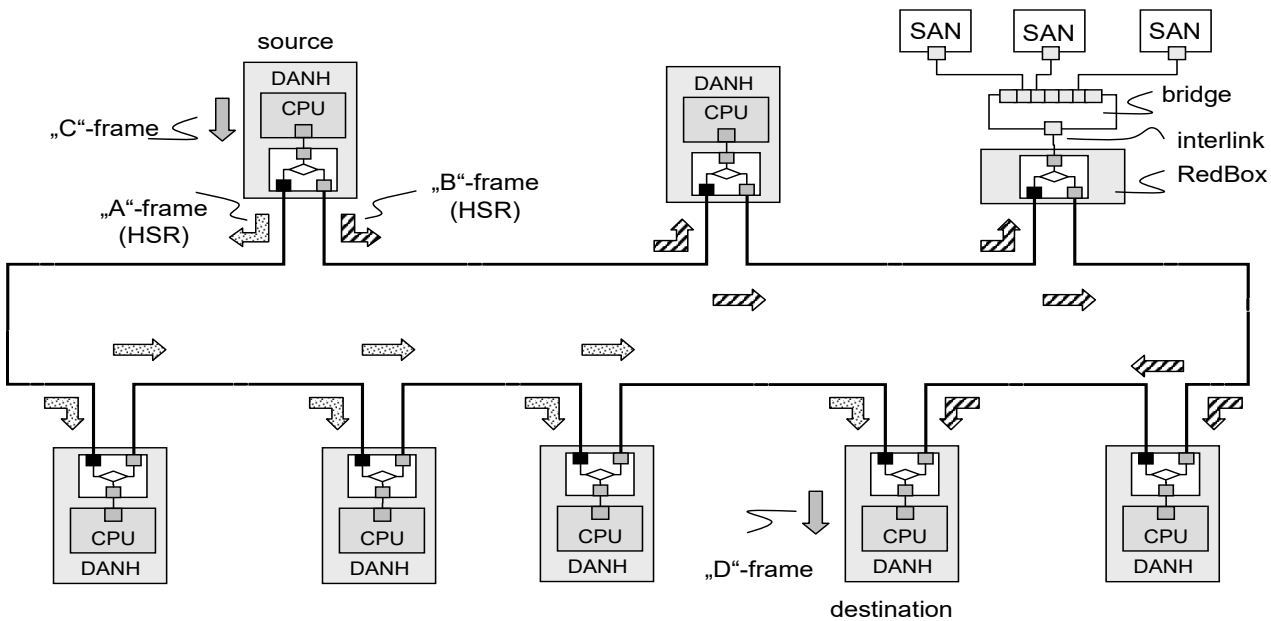 source
DANH
CPU
„C“-frame
„A“-frame
(HSR)
„B“-frame
(HSR)
DANH
CPU
SAN
SAN
SAN
bridge
interlink
RedBox
CPU
DANH
CPU
DANH
CPU
DANH
„D“-frame
CPU
DANH
destination
CPU
DANH